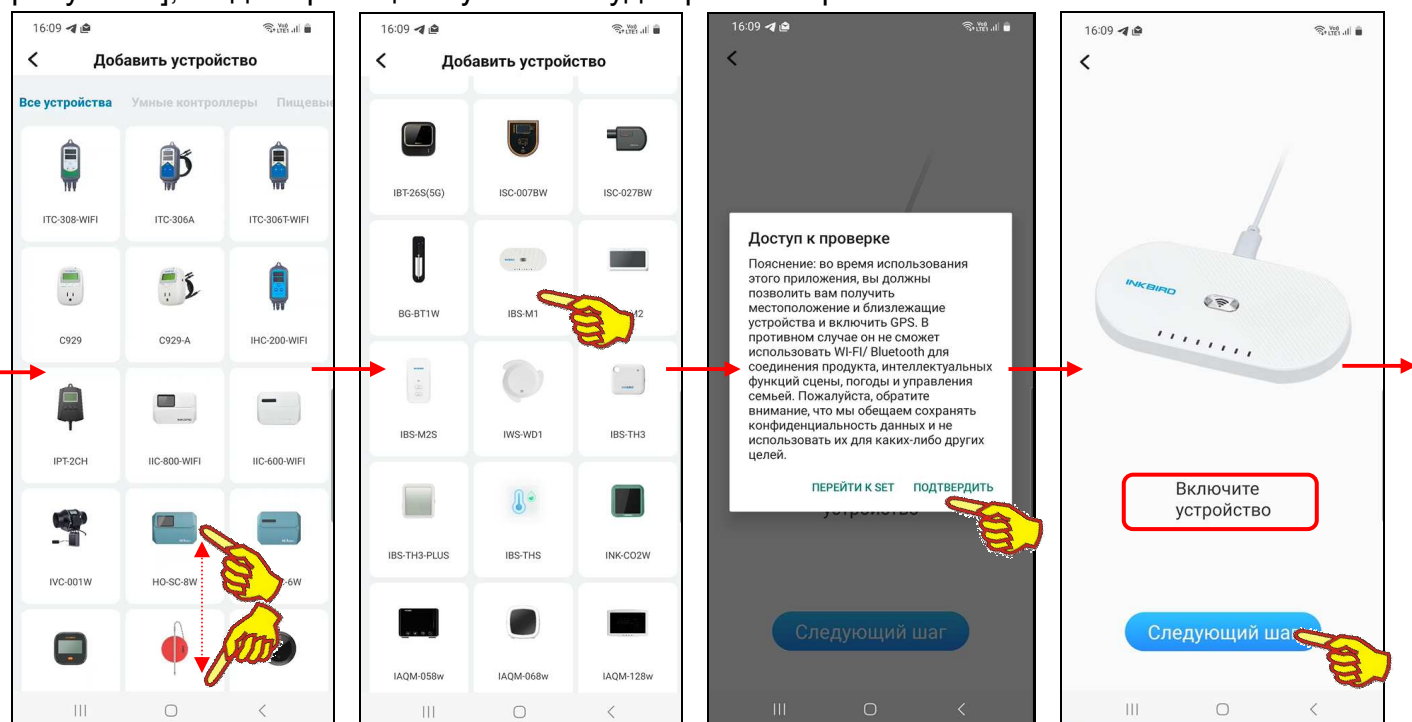 16:09
Добавить устройство
Все устройства Умные контроллеры Пищевые
ITC-308-WIFI ITC-306A ITC-306T-WIFI
C929 C929-A IHC-200-WIFI
IPT-2CH IIC-800-WIFI IIC-600-WIFI
IVC-001W HO-SC-8W -6W
16:09
Добавить устройство
IBT-26S(5G) ISC-007BW ISC-027BW
BG-BT1W IBS-M1 M2
IBS-M2S IWS-WD1 IBS-TH3
IBS-TH3-PLUS IBS-THS INK-CO2W
IAQM-058w IAQM-068w IAQM-128w
16:09
Доступ к проверке
Пояснение: во время использования
этого приложения, вы должны
позволить вам получить
местоположение и близлежащие
устройства и включить GPS. В
противном случае он не сможет
использовать WI-FI/ Bluetooth для
соединения продукта, интеллектуальных
функций сцены, погоды и управления
семьей. Пожалуйста, обратите
внимание, что мы обещаем сохранять
конфиденциальность данных и не
использовать их для каких-либо других
целей.
ПЕРЕЙТИ К SET ПОДТВЕРДИТЬ
устройство
Следующий шаг
16:09
INKBIRD
Включите
устройство
Следующий шаг